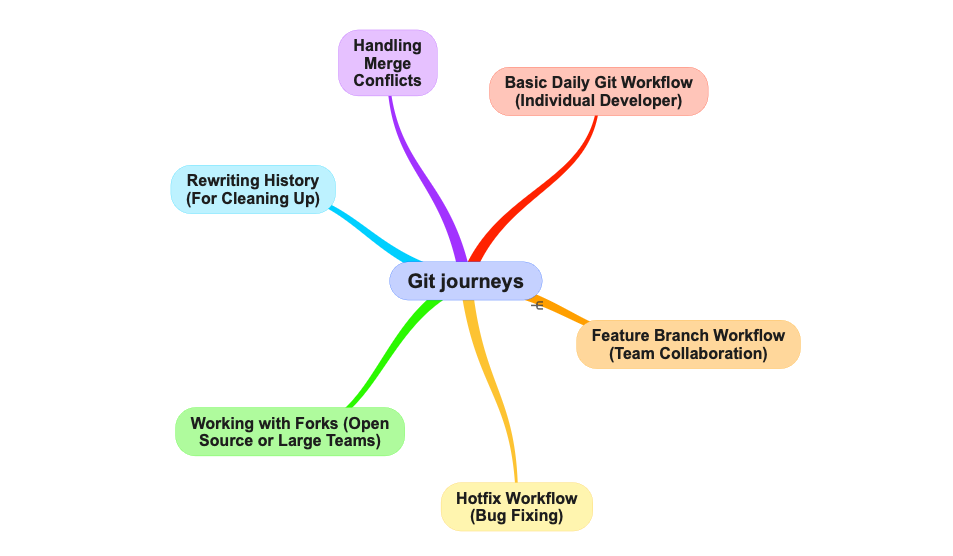 Handling
Merge
Conflicts
Basic Daily Git Workflow
(Individual Developer)
Rewriting History
(For Cleaning Up)
Git journeys
Feature Branch Workflow
(Team Collaboration)
Working with Forks (Open
Source or Large Teams)
Hotfix Workflow
(Bug Fixing)